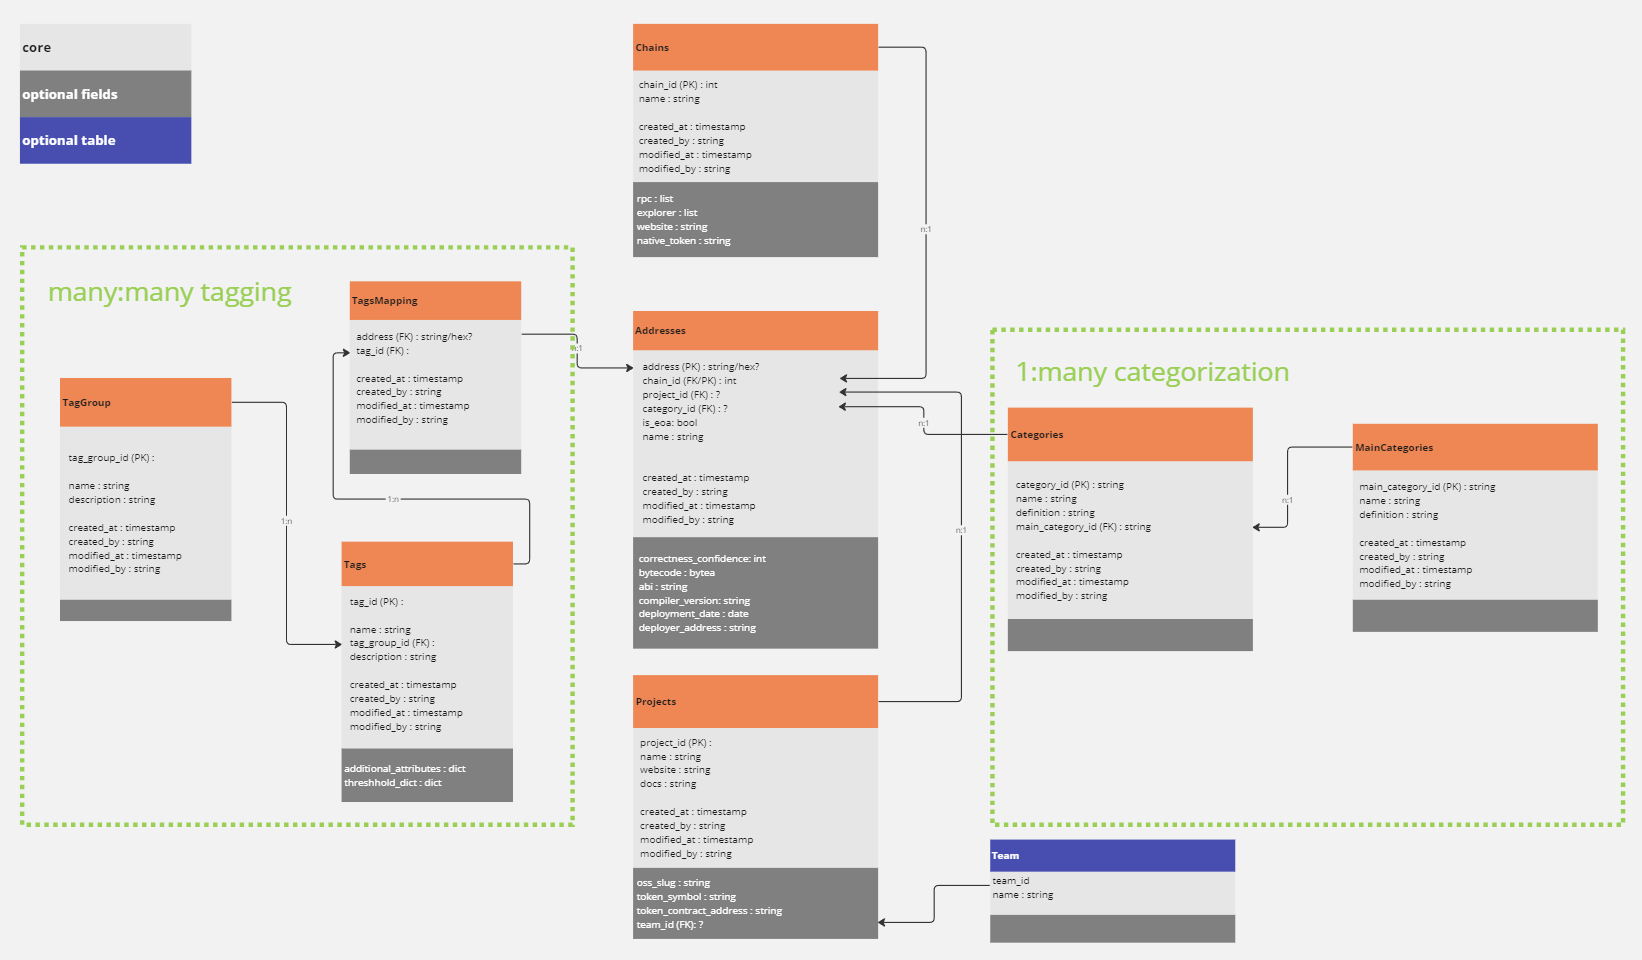 core
optional fields
optional table
Chains
chain_id (PK) : int
name : string
created_at : timestamp
created_by : string
modified_at : timestamp
modified_by : string
rpc : list
explorer : list
website : string
native_token : string
n:1
many:many tagging
TagsMapping
address (FK) : string/hex?
tag_id (FK) :
created_at : timestamp
created_by : string
modified_at : timestamp
modified_by : string
n:1
TagGroup
tag_group_id (PK) :
name : string
description : string
created_at : timestamp
created_by : string
modified_at : timestamp
modified_by : string
1:n
1:n
Tags
tag_id (PK) :
name : string
tag_group_id (FK) :
description : string
created_at : timestamp
created_by : string
modified_at : timestamp
modified_by : string
additional_attributes : dict
threshhold_dict : dict
Addresses
address (PK) : string/hex?
chain_id (FK/PK) : int
project_id (FK) : ?
category_id (FK) : ?
is_eoa: bool
name : string
created_at : timestamp
created_by : string
modified_at : timestamp
modified_by : string
correctness_confidence: int
bytecode : bytea
abi : string
compiler_version: string
deployment_date : date
deployer_address : string
n:1
n:1
Projects
project_id (PK) :
name : string
website : string
docs : string
created_at : timestamp
created_by : string
modified_at : timestamp
modified_by : string
oss_slug : string
token_symbol : string
token_contract_address : string
team_id (FK): ?
1:many categorization
Categories
category_id (PK) : string
name : string
definition : string
main_category_id (FK) : string
created_at : timestamp
created_by : string
modified_at : timestamp
modified_by : string
n:1
MainCategories
main_category_id (PK) : string
name : string
definition : string
created_at : timestamp
created_by : string
modified_at : timestamp
modified_by : string
Team
team_id
name : string